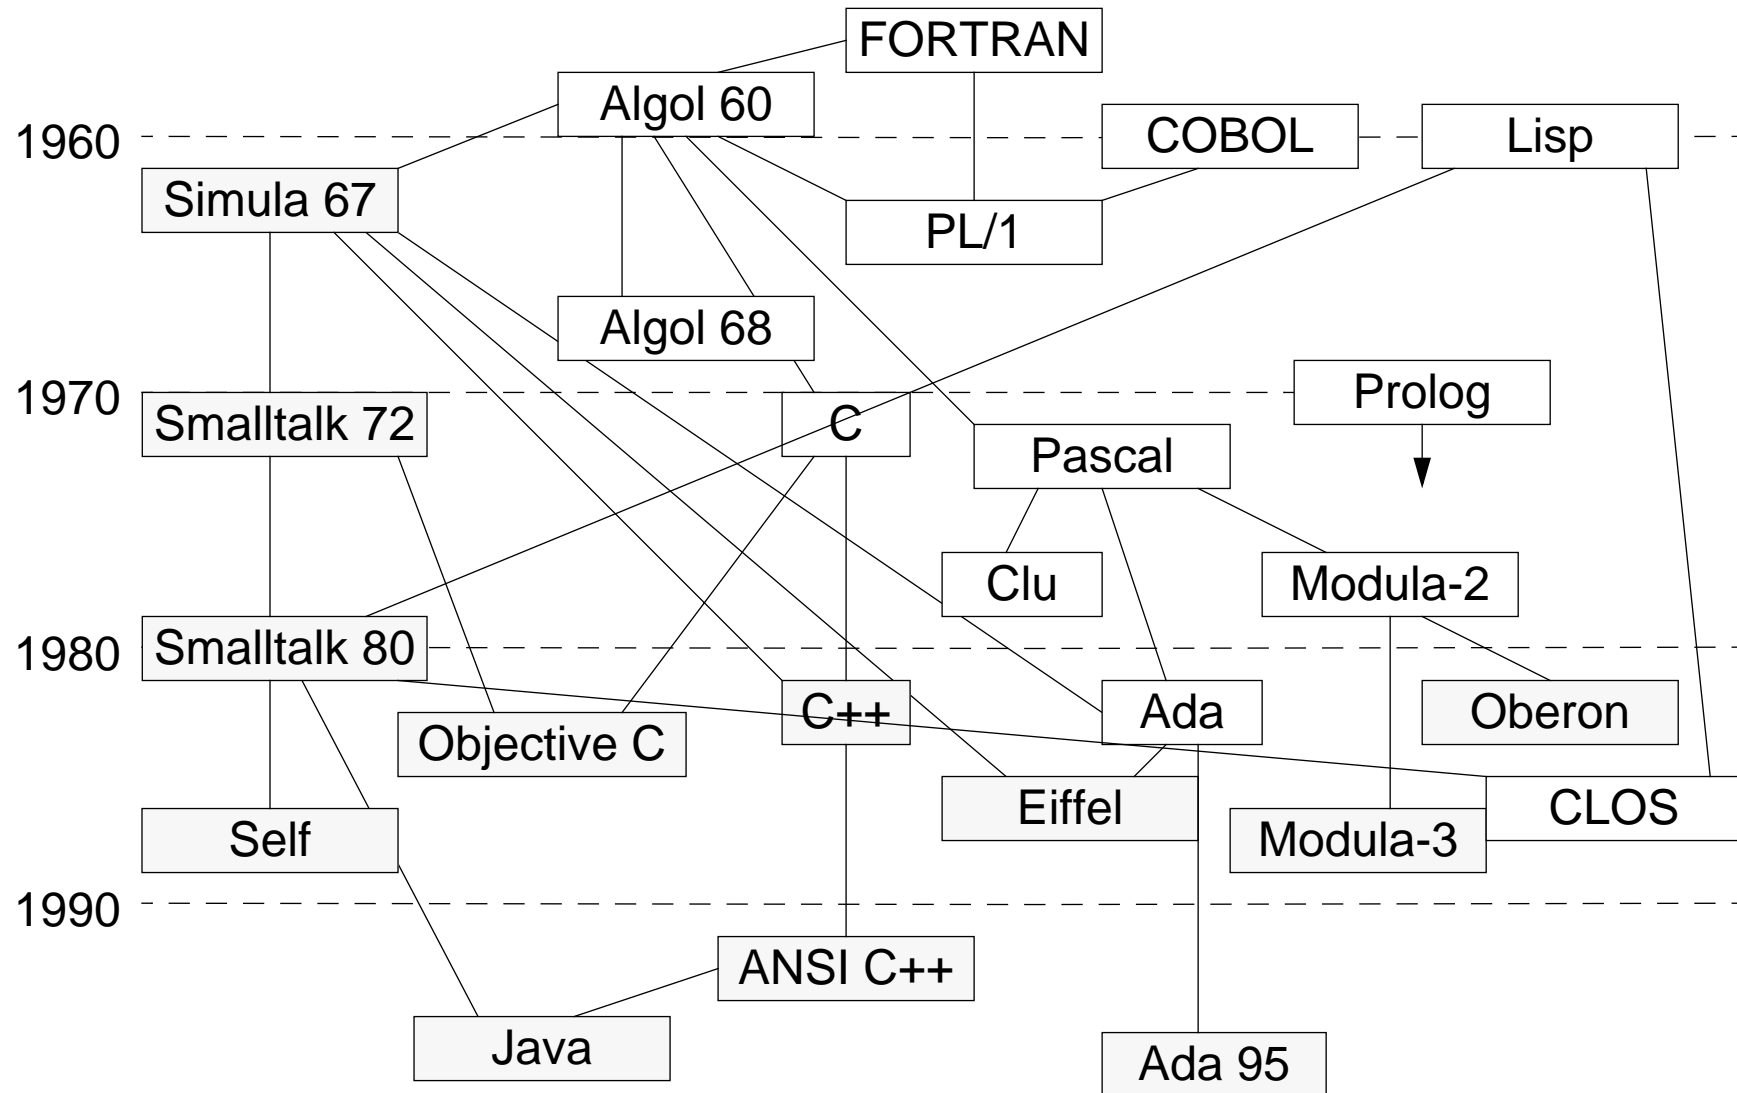 FORTRAN
Algol 60
1960
COBOL
Lisp
Simula 67
PL/1
Algol 68
1970
Prolog
Smalltalk 72
C
Pascal
Clu
Modula-2
1980
Smalltalk 80
C++
Ada
Oberon
Objective C
Eiffel
CLOS
Self
Modula-3
1990
ANSI C++
Java
Ada 95